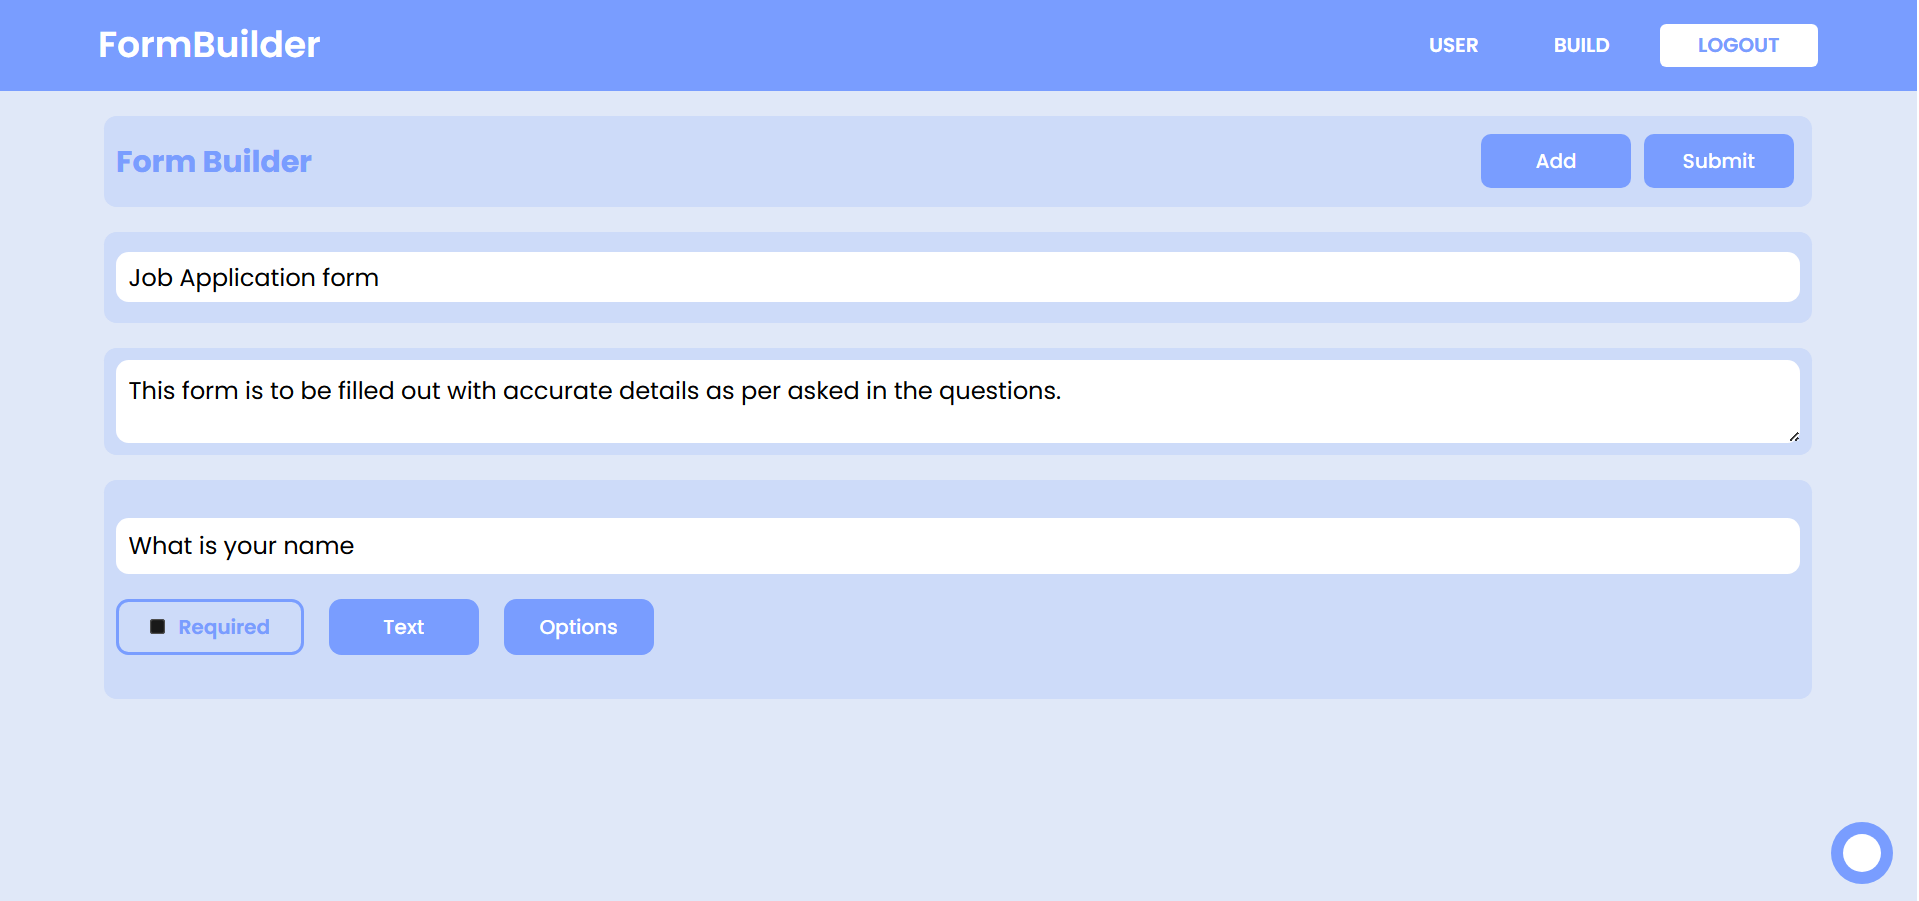 FormBuilder USER BUILD LOGOUT
Form Builder Add Submit
Job Application form
This form is to be filled out with accurate details as per asked in the questions.
What is your name
Required Text Options